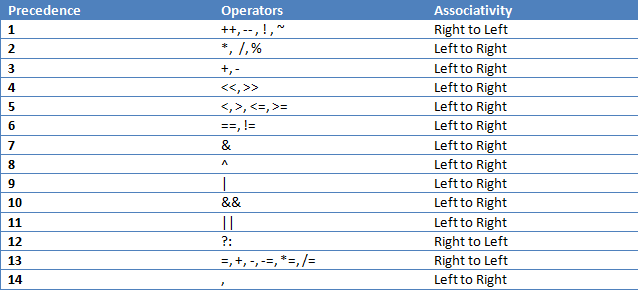 Precedence Operators Associativity
1 ++,-- , ! , ~ Right to Left
2 *, /,% Left to Right
3 +,- Left to Right
4 <<,>> Left to Right
5 <,>,<=,>= Left to Right
6 ==,!= Left to Right
7 & Left to Right
8 ^ Left to Right
9 | Left to Right
10 && Left to Right
11 || Left to Right
12 ?: Right to Left
13 =,+,-,-=,*=,/= Right to Left
14 , Left to Right